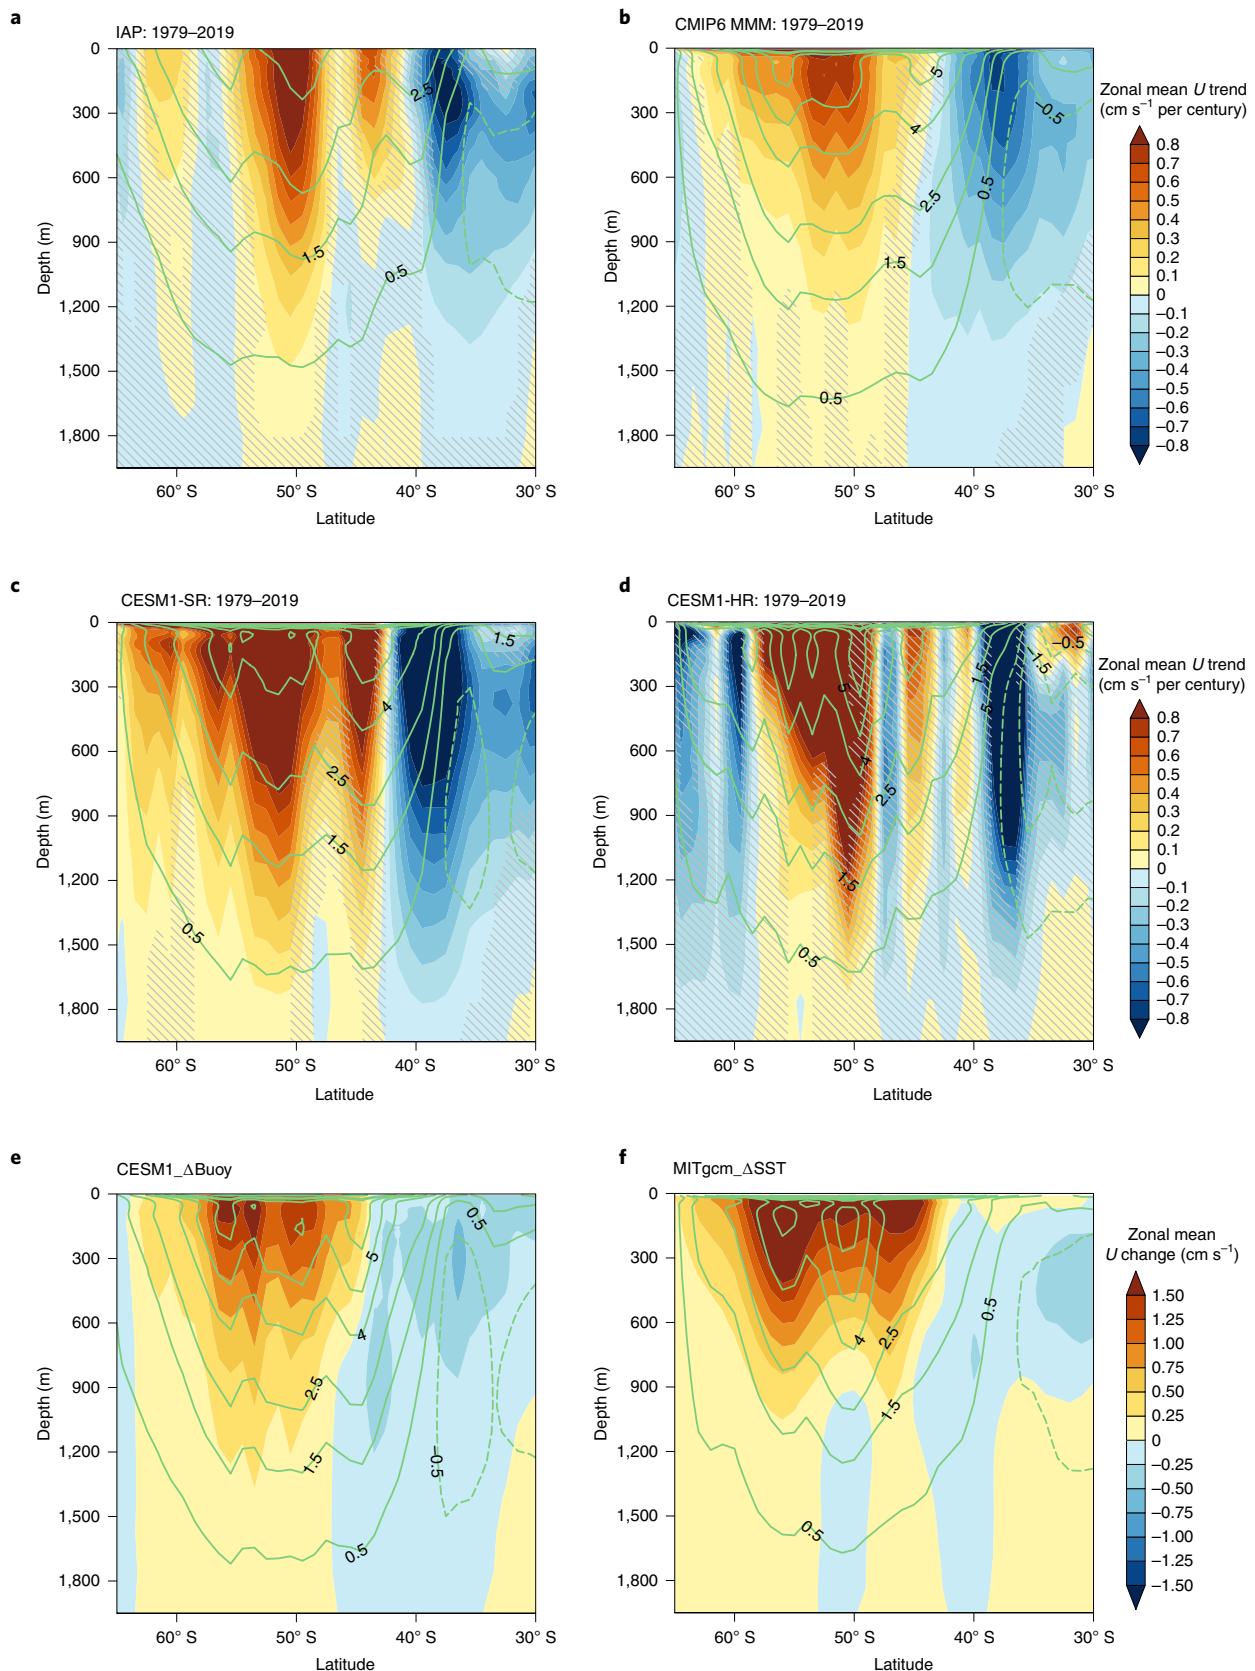 a
IAP: 1979–2019
0
300
600
900
1,200
1,500
1,800
Depth (m)
2.5
1.5
0.5
60° S
50° S
40° S
30° S
Latitude
b
CMIP6 MMM: 1979–2019
0
300
600
900
1,200
1,500
1,800
Depth (m)
5
4
2.5
1.5
0.5
0.5
–0.5
60° S
50° S
40° S
30° S
Latitude
Zonal mean U trend
(cm s⁻¹ per century)
0.8
0.7
0.6
0.5
0.4
0.3
0.2
0.1
0
–0.1
–0.2
–0.3
–0.4
–0.5
–0.6
–0.7
–0.8
c
CESM1-SR: 1979–2019
0
300
600
900
1,200
1,500
1,800
Depth (m)
1.5
4
2.5
1.5
0.5
60° S
50° S
40° S
30° S
Latitude
d
CESM1-HR: 1979–2019
0
300
600
900
1,200
1,500
1,800
Depth (m)
–0.5
–1.5
1.5
5
5
4
2.5
1.5
0.5
60° S
50° S
40° S
30° S
Latitude
Zonal mean U trend
(cm s⁻¹ per century)
0.8
0.7
0.6
0.5
0.4
0.3
0.2
0.1
0
–0.1
–0.2
–0.3
–0.4
–0.5
–0.6
–0.7
–0.8
e
CESM1_ΔBuoy
0
300
600
900
1,200
1,500
1,800
Depth (m)
0.5
5
4
2.5
1.5
–0.5
0.5
60° S
50° S
40° S
30° S
Latitude
f
MITgcm_ΔSST
0
300
600
900
1,200
1,500
1,800
Depth (m)
0.5
4
2.5
1.5
0.5
60° S
50° S
40° S
30° S
Latitude
Zonal mean
U change (cm s⁻¹)
1.50
1.25
1.00
0.75
0.50
0.25
0
–0.25
–0.50
–0.75
–1.00
–1.25
–1.50